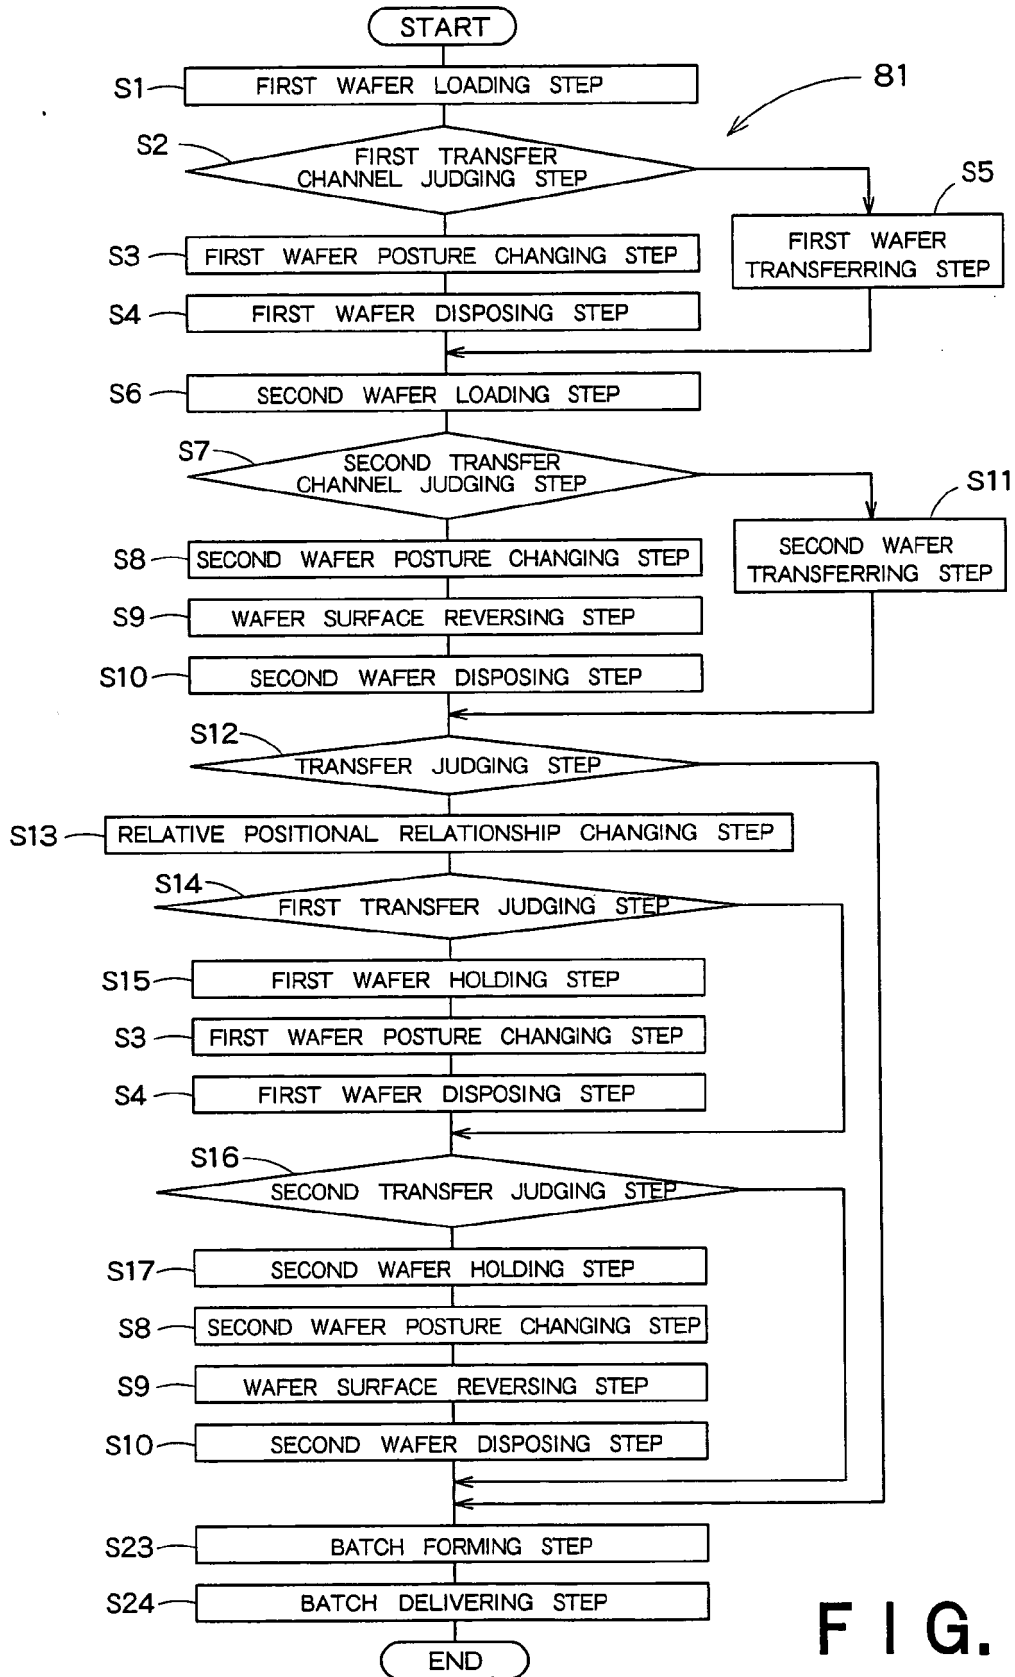 START
S1
FIRST WAFER LOADING STEP
81
S2
FIRST TRANSFER
CHANNEL JUDGING STEP
S5
FIRST WAFER
TRANSFERRING STEP
S3
FIRST WAFER POSTURE CHANGING STEP
S4
FIRST WAFER DISPOSING STEP
S6
SECOND WAFER LOADING STEP
S7
SECOND TRANSFER
CHANNEL JUDGING STEP
S11
SECOND WAFER
TRANSFERRING STEP
S8
SECOND WAFER POSTURE CHANGING STEP
S9
WAFER SURFACE REVERSING STEP
S10
SECOND WAFER DISPOSING STEP
S12
TRANSFER JUDGING STEP
S13
RELATIVE POSITIONAL RELATIONSHIP CHANGING STEP
S14
FIRST TRANSFER JUDGING STEP
S15
FIRST WAFER HOLDING STEP
S3
FIRST WAFER POSTURE CHANGING STEP
S4
FIRST WAFER DISPOSING STEP
S16
SECOND TRANSFER JUDGING STEP
S17
SECOND WAFER HOLDING STEP
S8
SECOND WAFER POSTURE CHANGING STEP
S9
WAFER SURFACE REVERSING STEP
S10
SECOND WAFER DISPOSING STEP
S23
BATCH FORMING STEP
S24
BATCH DELIVERING STEP
END
FIG.